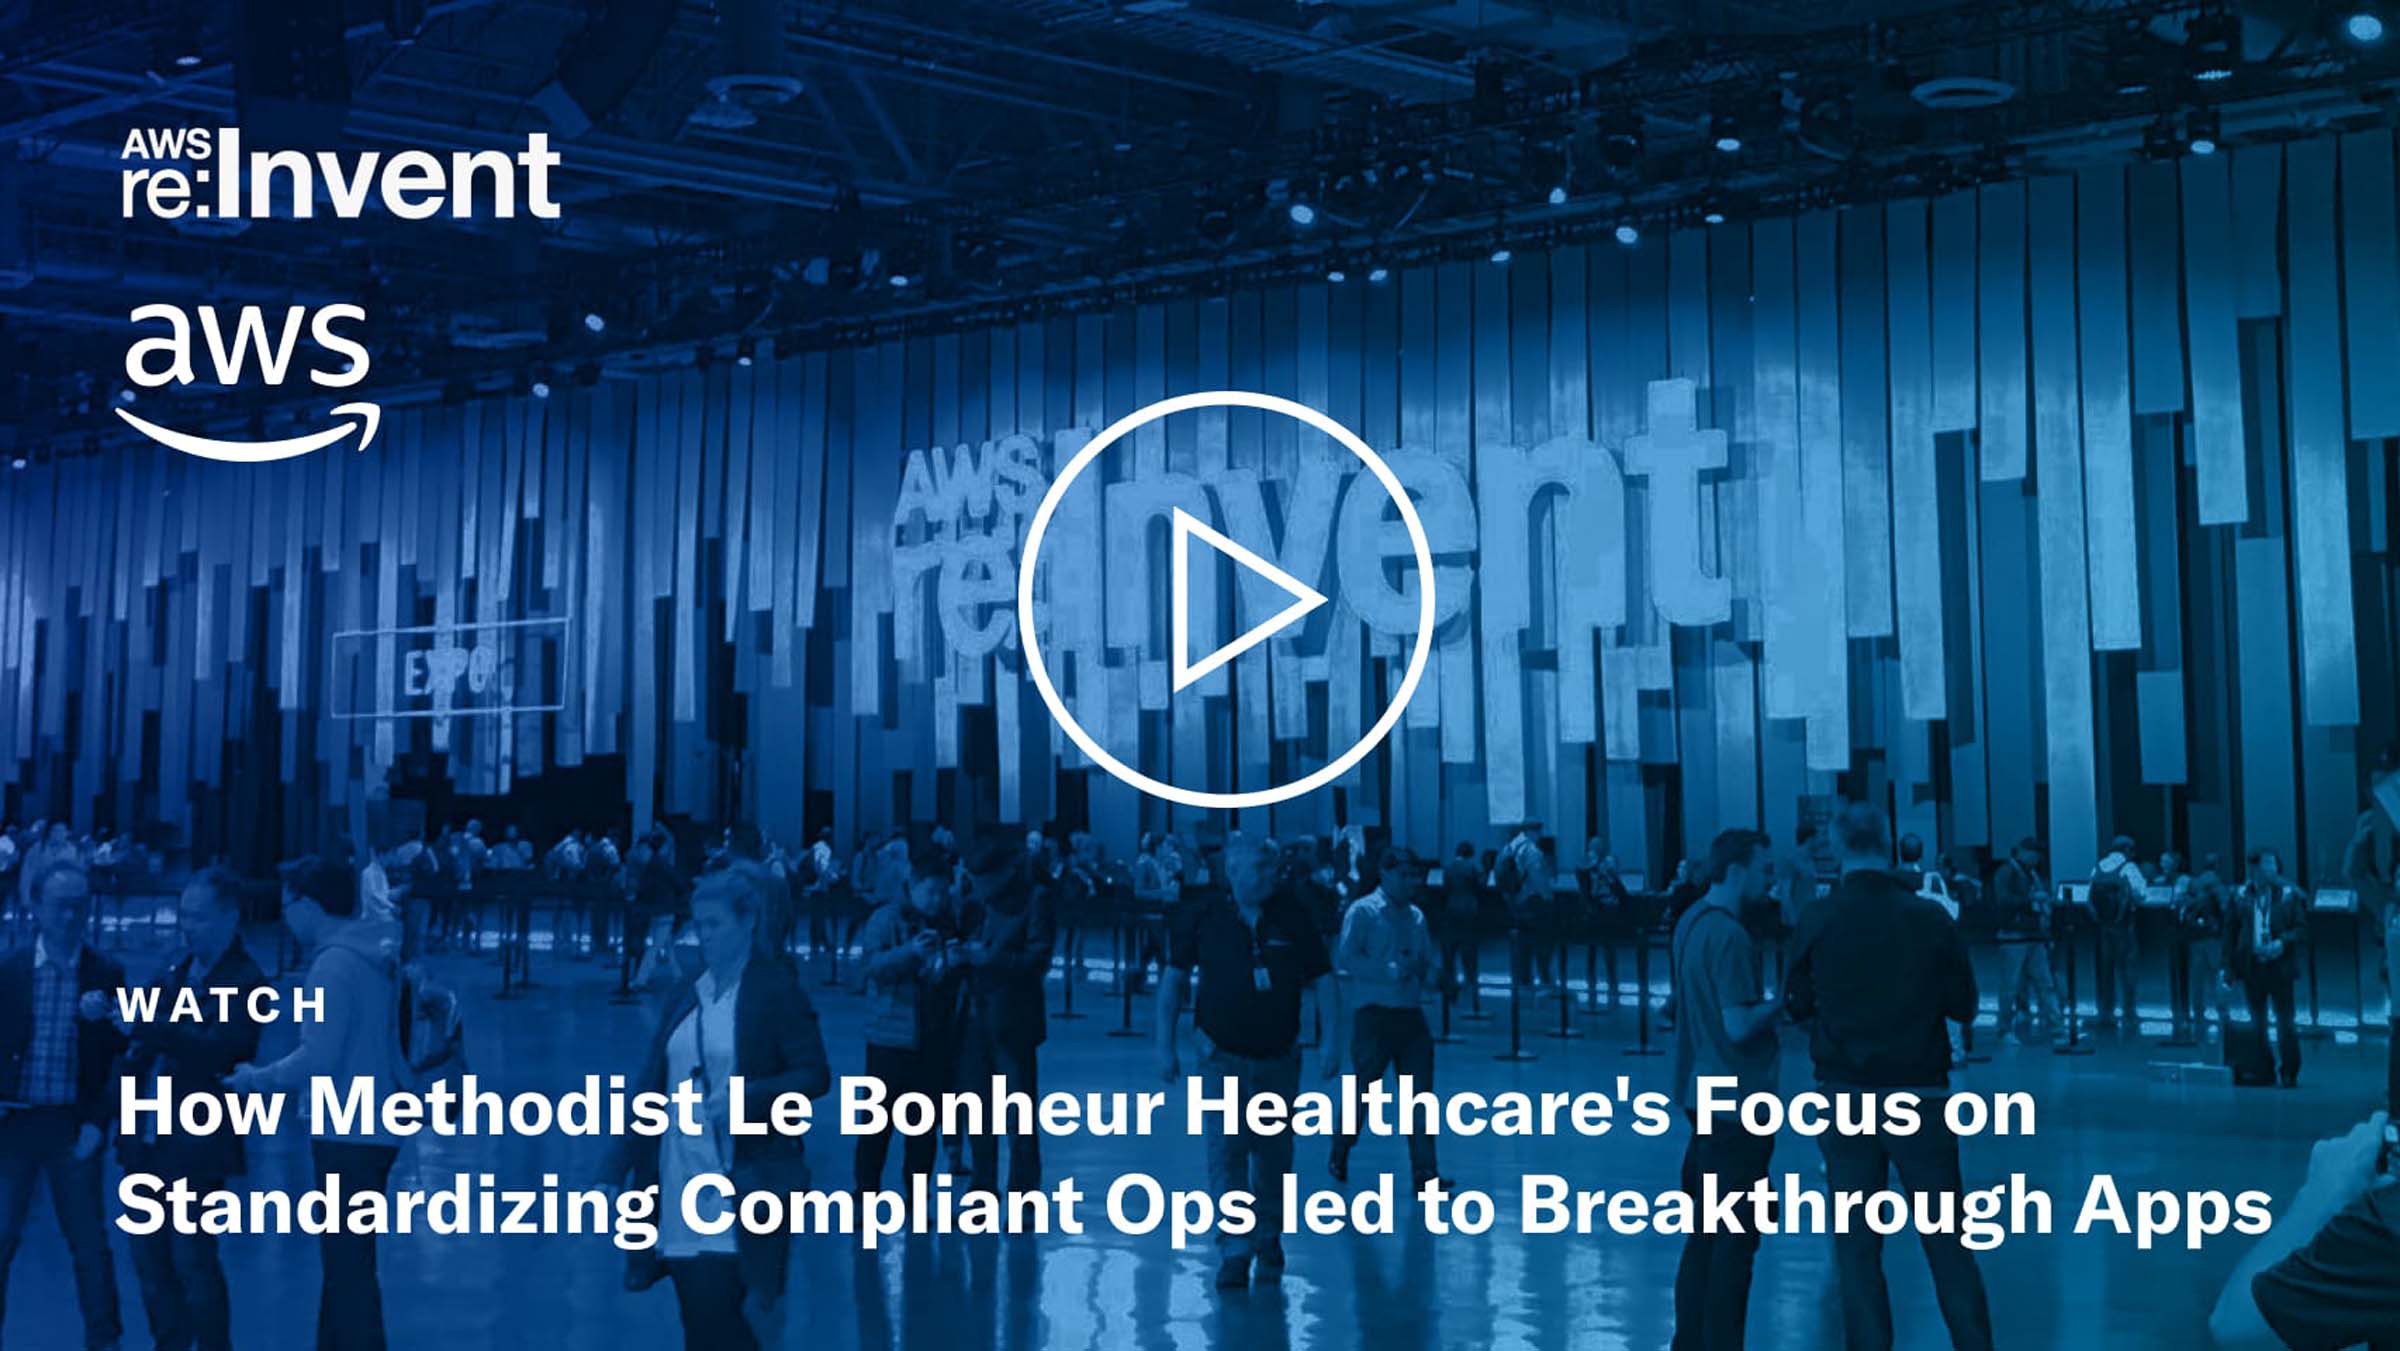 AWS
re:Invent
aws
AWS
re:Invent
EXPO
WATCH
How Methodist Le Bonheur Healthcare's Focus on
Standardizing Compliant Ops led to Breakthrough Apps